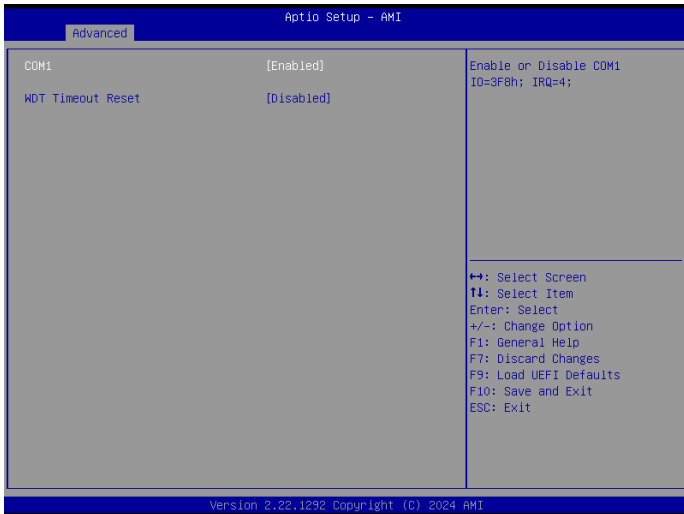 Aptio Setup – AMI
Advanced
COM1 [Enabled]
WDT Timeout Reset [Disabled]
Enable or Disable COM1
IO=3F8h; IRQ=4;
↔: Select Screen
↑↓: Select Item
Enter: Select
+/-: Change Option
F1: General Help
F7: Discard Changes
F9: Load UEFI Defaults
F10: Save and Exit
ESC: Exit
Version 2.22.1292 Copyright (C) 2024 AMI